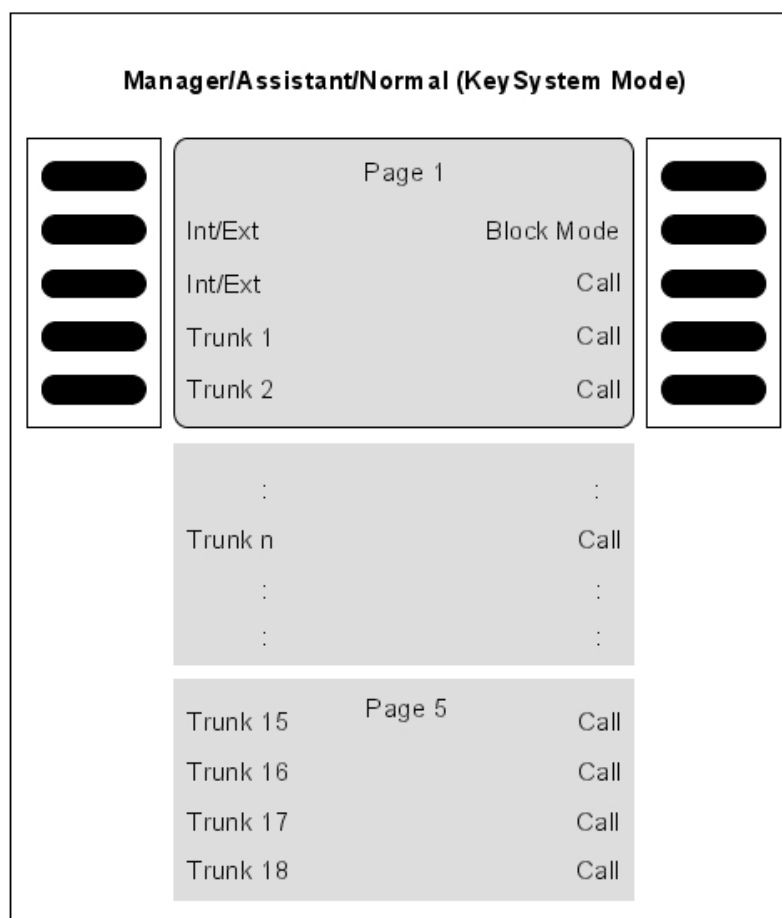 Manager/Assistant/Normal (KeySystem Mode)
Page 1
Int/Ext Block Mode
Int/Ext Call
Trunk 1 Call
Trunk 2 Call
: :
Trunk n Call
: :
: :
Page 5
Trunk 15 Call
Trunk 16 Call
Trunk 17 Call
Trunk 18 Call